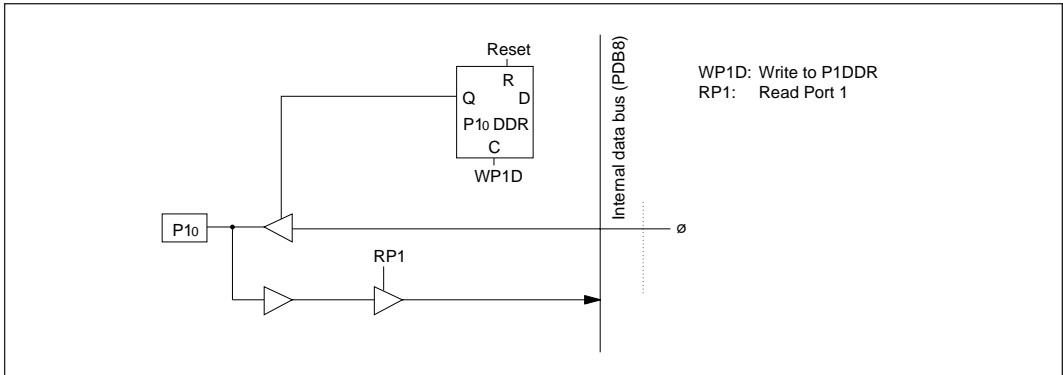 Reset
R
Q D
P10 DDR
C
WP1D
Internal data bus (PDB8)
WP1D: Write to P1DDR
RP1: Read Port 1
P10
ø
RP1